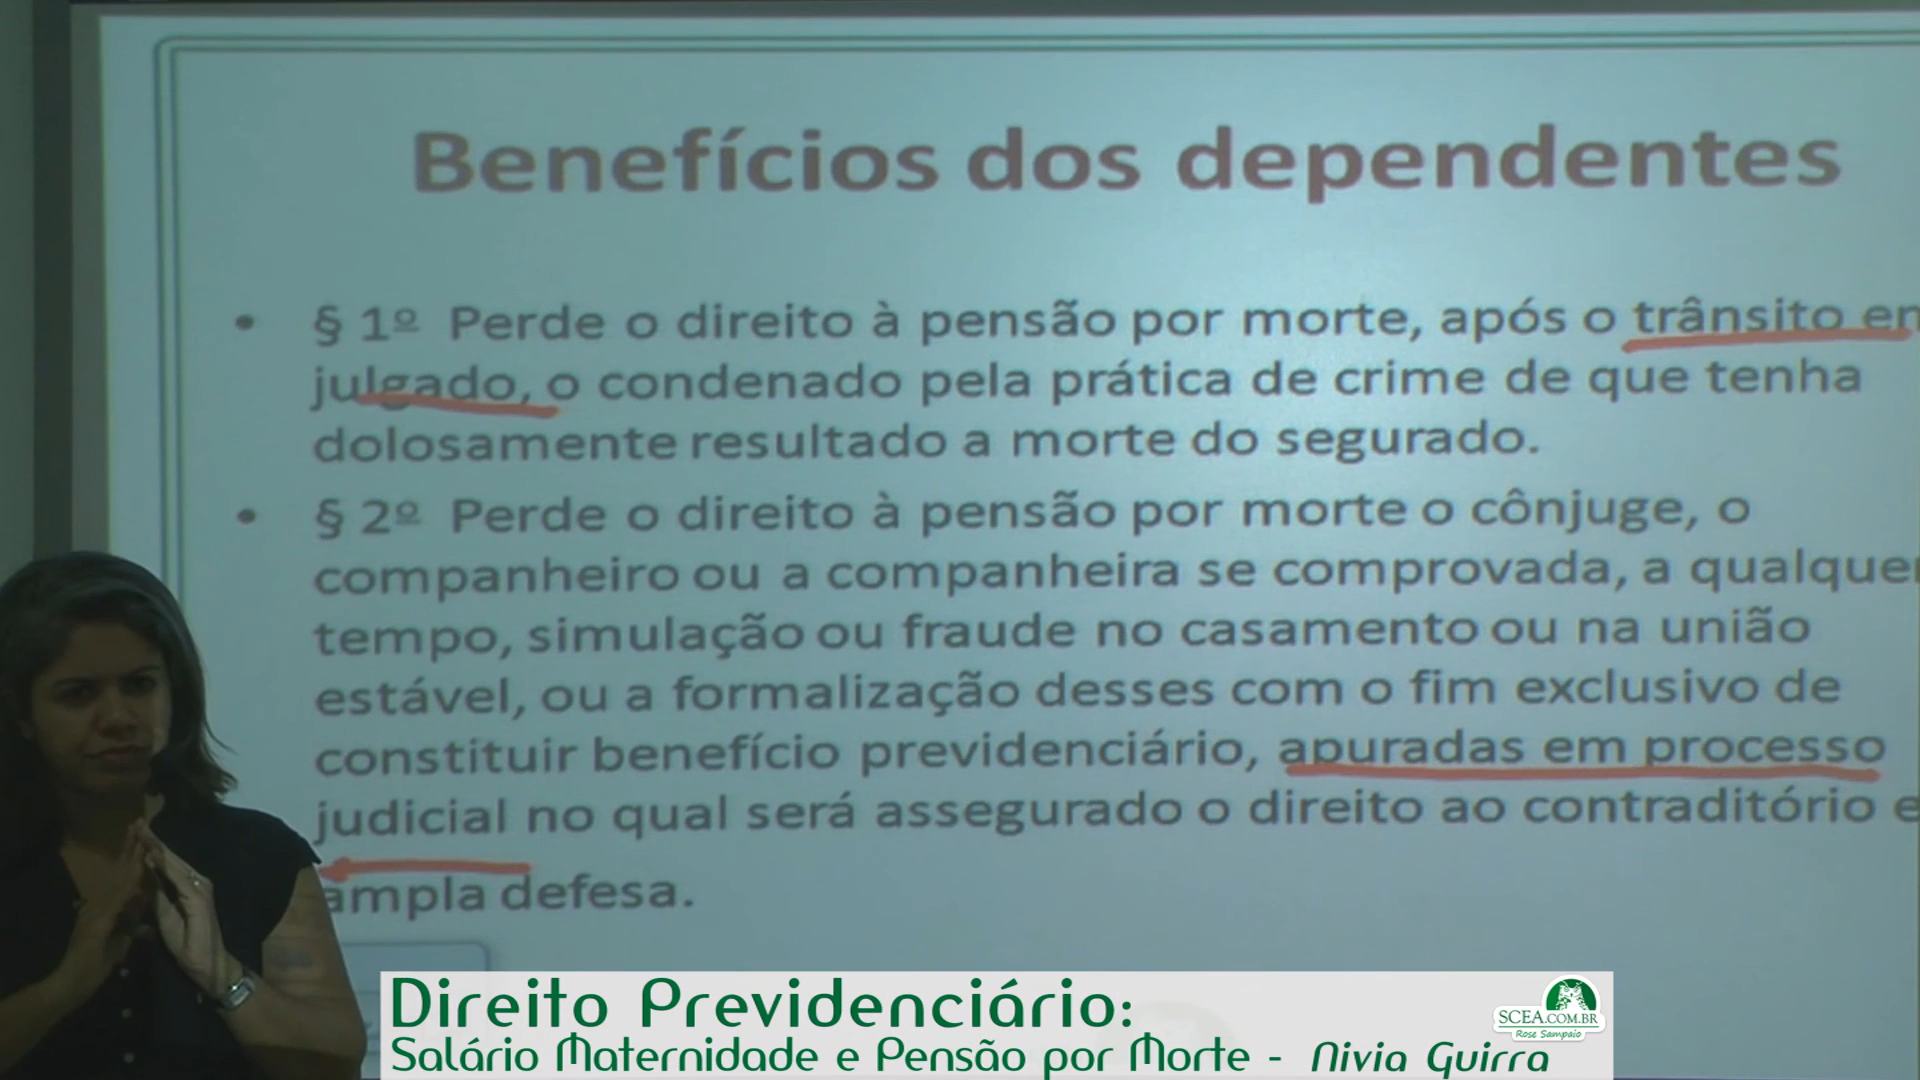 Benefícios dos dependentes
• § 1º Perde o direito à pensão por morte, após o trânsito em
julgado, o condenado pela prática de crime de que tenha
dolosamente resultado a morte do segurado.
• § 2º Perde o direito à pensão por morte o cônjuge, o
companheiro ou a companheira se comprovada, a qualquer
tempo, simulação ou fraude no casamento ou na união
estável, ou a formalização desses com o fim exclusivo de
constituir benefício previdenciário, apuradas em processo
judicial no qual será assegurado o direito ao contraditório e
ampla defesa.
Direito Previdenciário:
Salário Maternidade e Pensão por Morte - Nivia Guirra
SCEA.COM.BR
Rose Sampaio